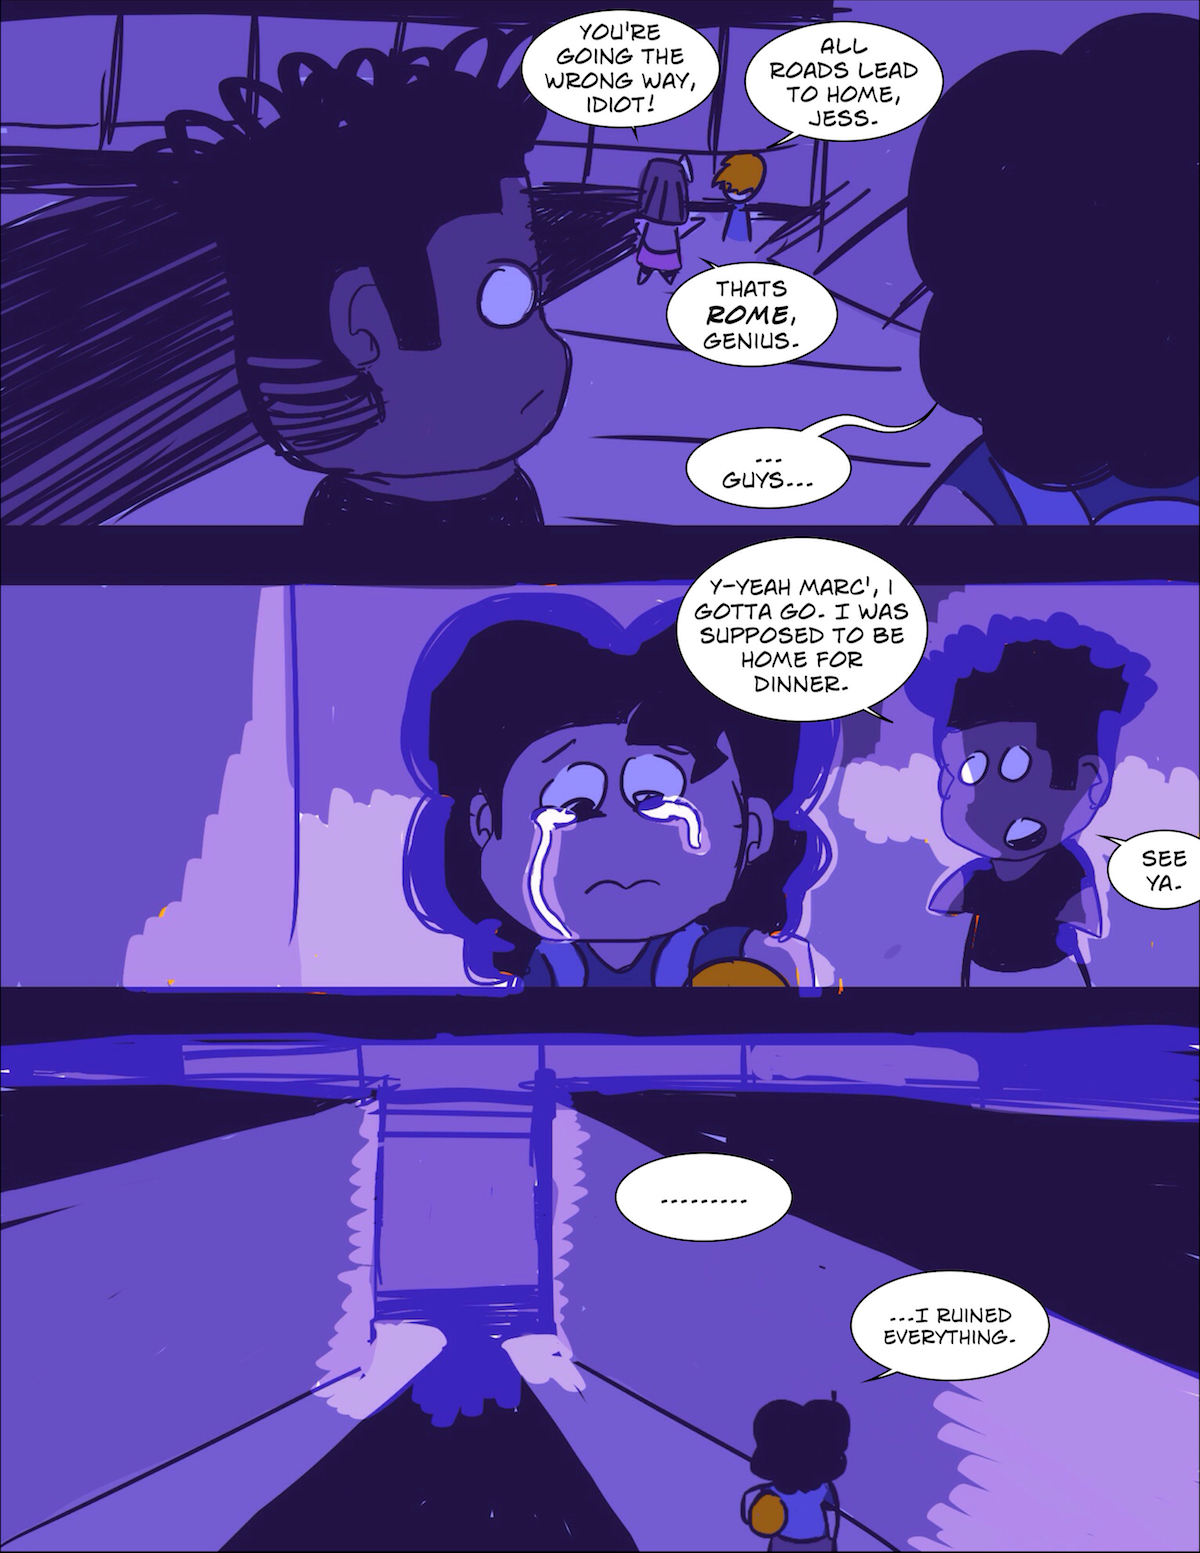 YOU'RE
GOING THE
WRONG WAY,
IDIOT!
ALL
ROADS LEAD
TO HOME,
JESS.
THATS
ROME,
GENIUS.
...
GUYS...
Y-YEAH MARC', I
GOTTA GO. I WAS
SUPPOSED TO BE
HOME FOR
DINNER.
SEE
YA.
.........
...I RUINED
EVERYTHING.